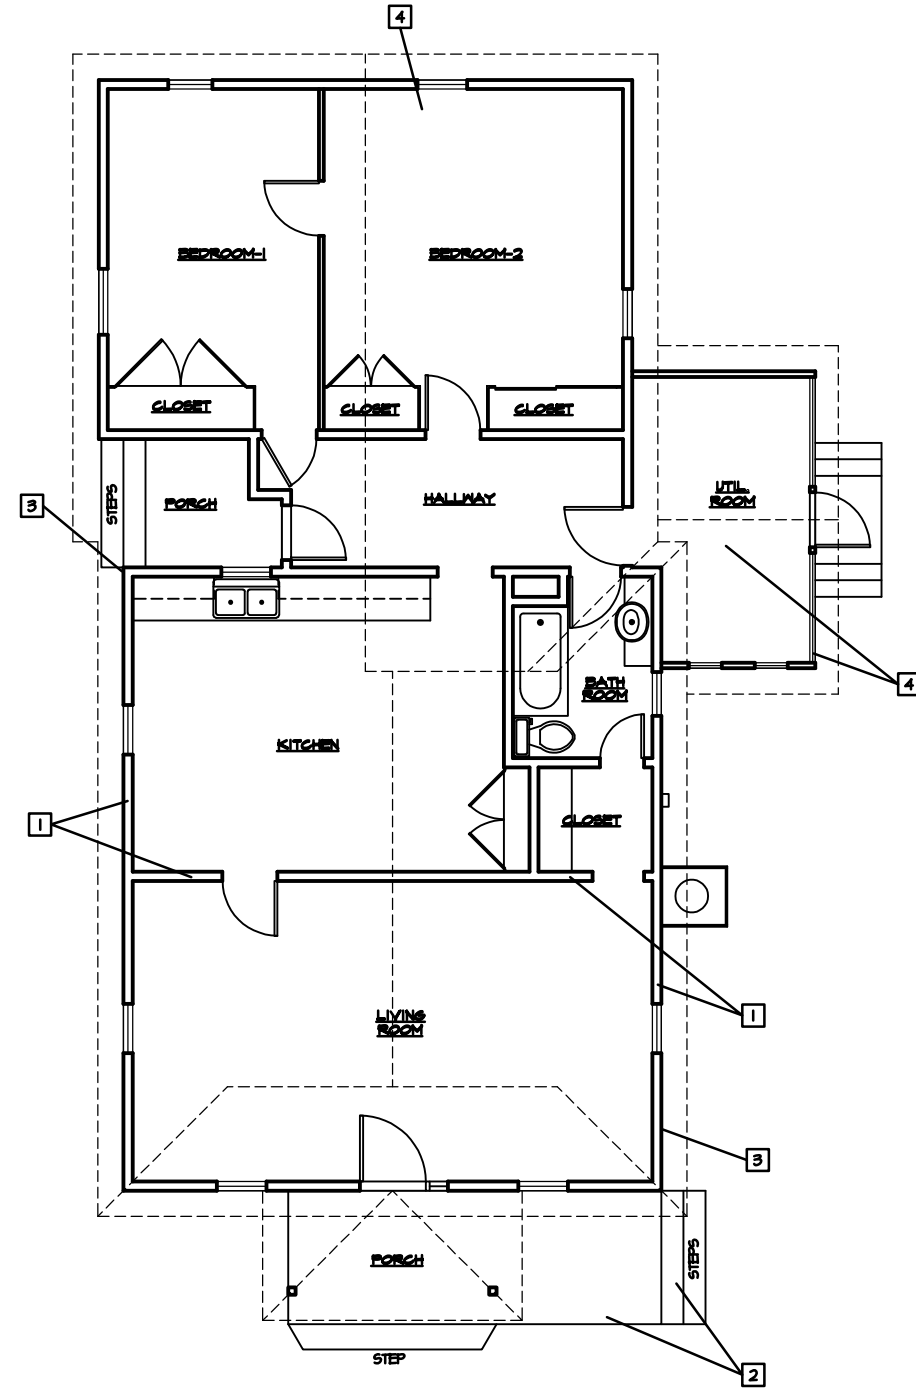 4
BEDROOM-1
BEDROOM-2
CLOSET
CLOSET
CLOSET
3
STEPS
PORCH
HALLWAY
UTIL.
ROOM
BATH
ROOM
4
KITCHEN
1
CLOSET
LIVING
ROOM
1
3
PORCH
STEPS
STEP
2